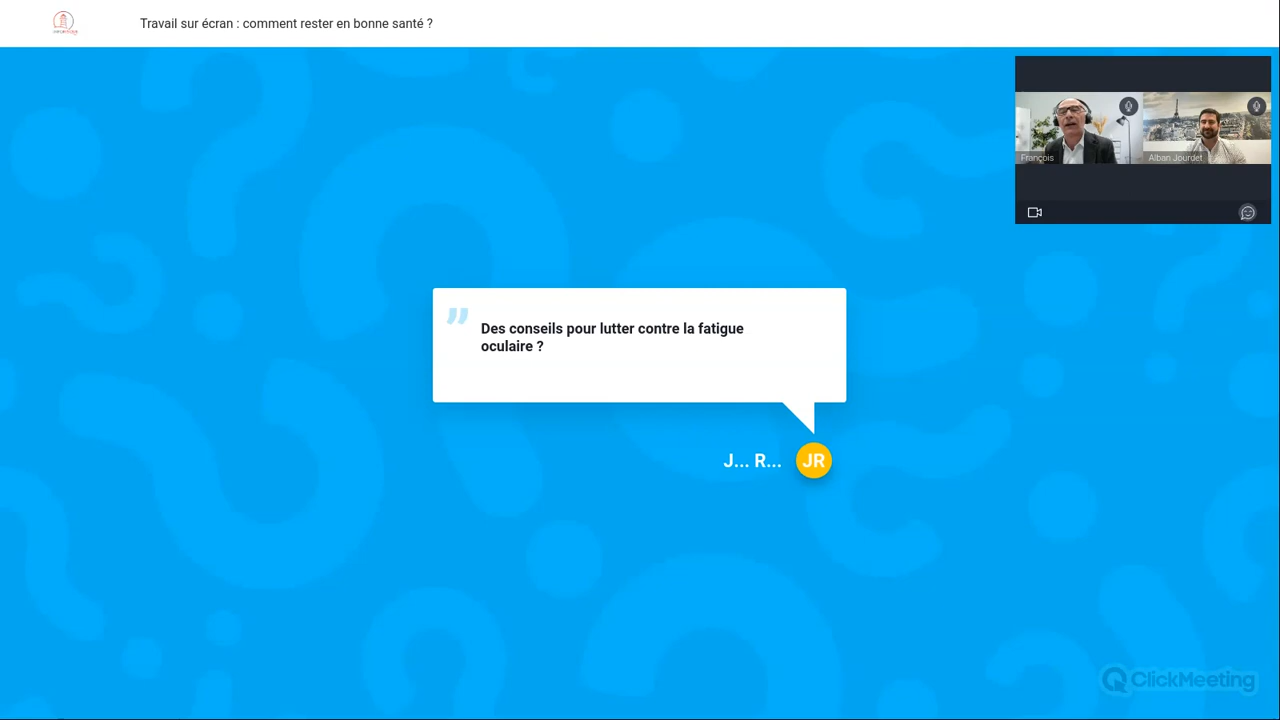 Travail sur écran : comment rester en bonne santé ?
François
Alban Jourdet
Des conseils pour lutter contre la fatigue
oculaire ?
J... R...
JR
ClickMeeting